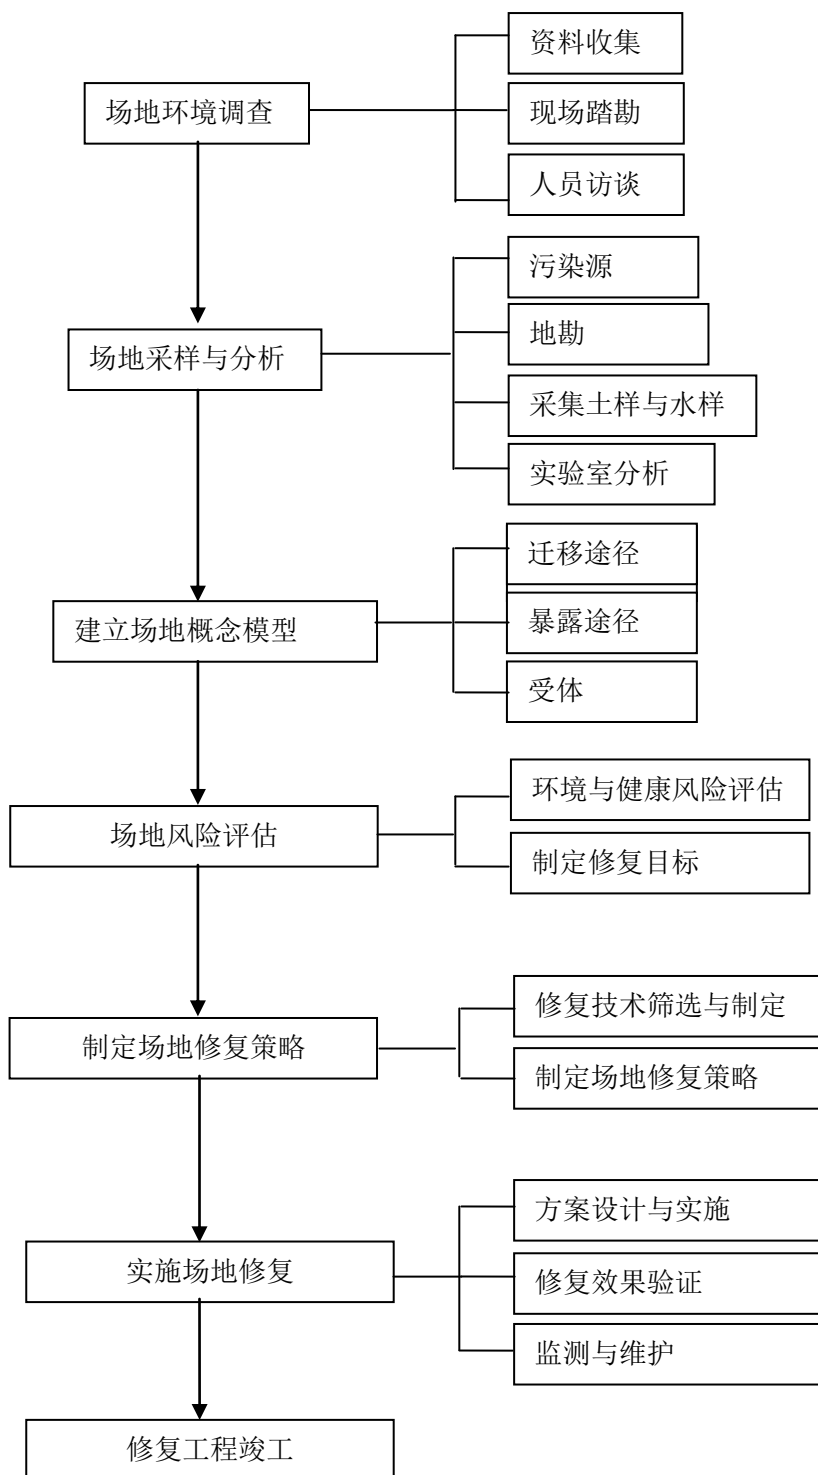 资料收集
场地环境调查
现场踏勘
人员访谈
污染源
地勘
场地采样与分析
采集土样与水样
实验室分析
迁移途径
建立场地概念模型
暴露途径
受体
环境与健康风险评估
场地风险评估
制定修复目标
修复技术筛选与制定
制定场地修复策略
制定场地修复策略
方案设计与实施
实施场地修复
修复效果验证
监测与维护
修复工程竣工